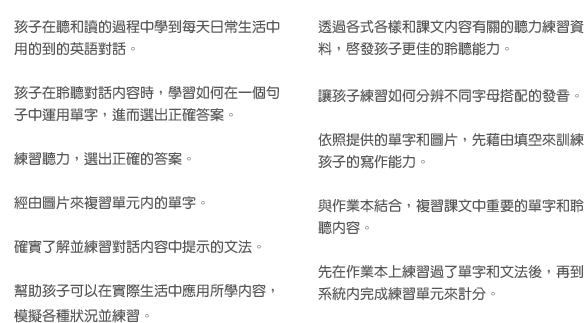 孩子在聽和讀的過程中學到每天日常生活中
用的到的英語對話。
孩子在聆聽對話內容時，學習如何在一個句
子中運用單字，進而選出正確答案。
練習聽力，選出正確的答案。
經由圖片來複習單元內的單字。
確實了解並練習對話內容中提示的文法。
幫助孩子可以在實際生活中應用所學內容，
模擬各種狀況並練習。
透過各式各樣和課文內容有關的聽力練習資
料，啓發孩子更佳的聆聽能力。
讓孩子練習如何分辨不同字母搭配的發音。
依照提供的單字和圖片，先藉由填空來訓練
孩子的寫作能力。
與作業本結合，複習課文中重要的單字和聆
聽內容。
先在作業本上練習過了單字和文法後，再到
系統內完成練習單元來計分。